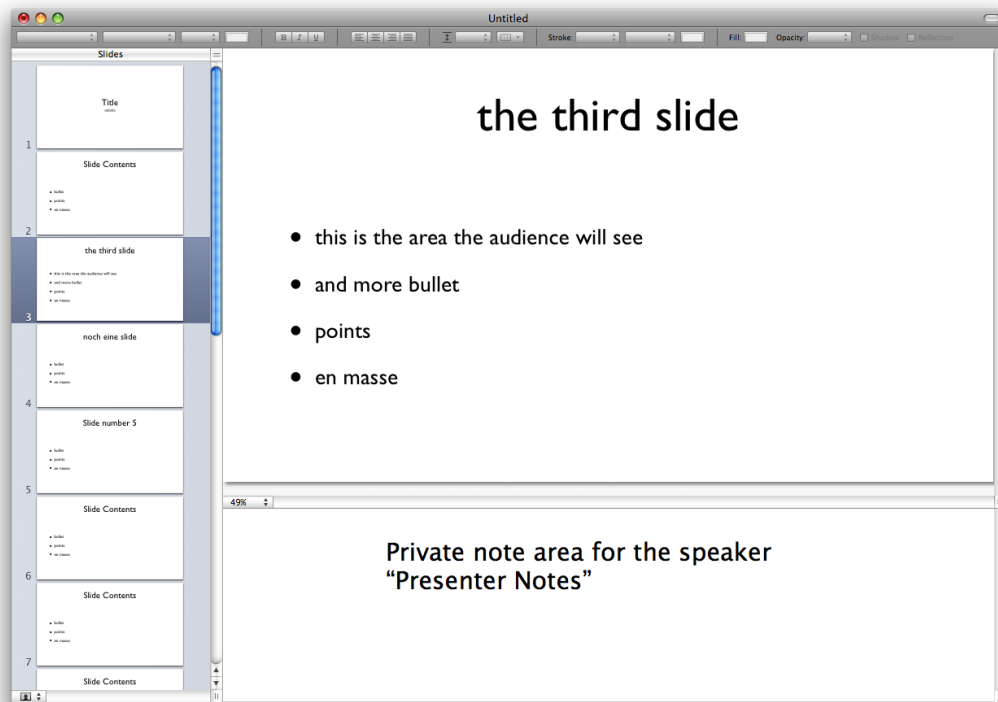 Untitled
B I U
Stroke:
Fill:
Opacity:
Shadow
Reflection
Slides
Title
1
Slide Contents
bullet
points
en masse
2
the third slide
this is the area the audience will see
and more bullet
points
en masse
3
noch eine slide
bullet
points
en masse
4
Slide number 5
bullet
points
en masse
5
Slide Contents
bullet
points
en masse
6
Slide Contents
bullet
points
en masse
7
Slide Contents
the third slide
• this is the area the audience will see
• and more bullet
• points
• en masse
49%
Private note area for the speaker
“Presenter Notes”